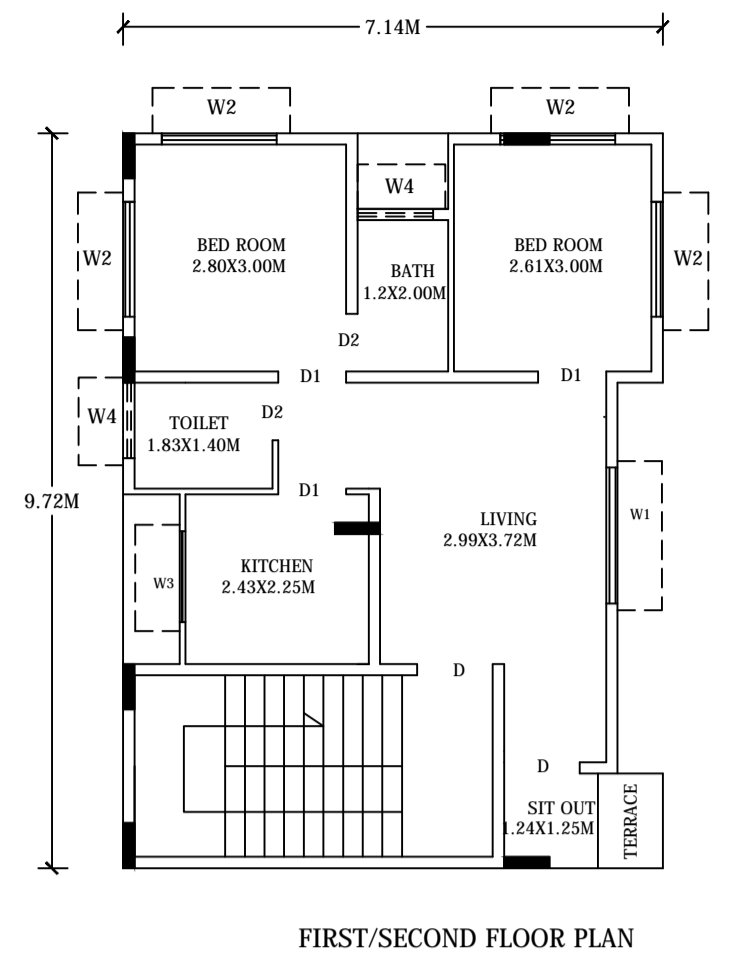 7.14M
W2
W2
W4
BED ROOM
2.80X3.00M
BED ROOM
2.61X3.00M
W2
W2
BATH
1.2X2.00M
D2
D1
D1
W4
TOILET
1.83X1.40M
D2
9.72M
D1
LIVING
2.99X3.72M
W1
KITCHEN
2.43X2.25M
W3
D
D
SIT OUT
1.24X1.25M
TERRACE
FIRST/SECOND FLOOR PLAN